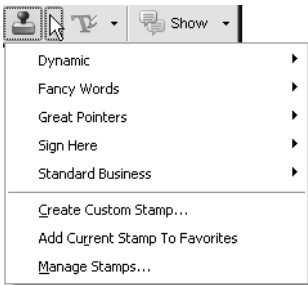 Show
Dynamic
Fancy Words
Great Pointers
Sign Here
Standard Business
Create Custom Stamp...
Add Current Stamp To Favorites
Manage Stamps...